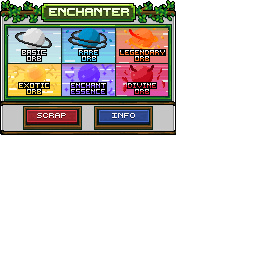 ENCHANTER
BASIC
ORB
RARE
ORB
LEGENDARY
ORB
EXOTIC
ORB
ENCHANT
ESSENCE
DIVINE
ORB
SCRAP
INFO